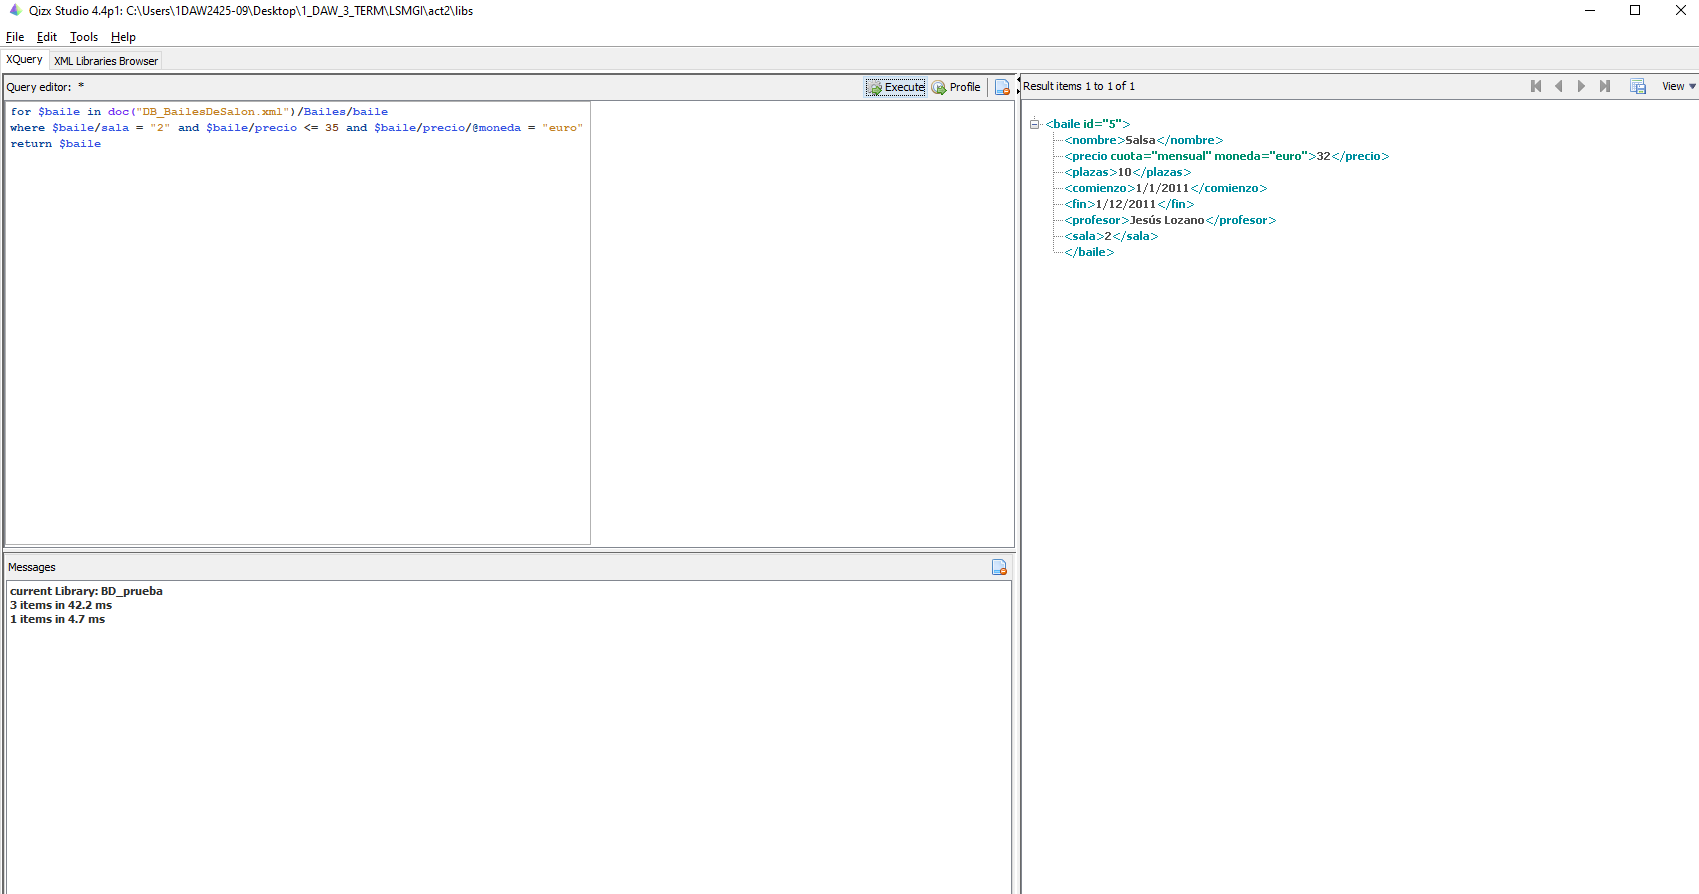 Qizx Studio 4.4p1: C:\Users\1DAW2425-09\Desktop\1_DAW_3_TERM\LSMGI\act2\libs
File Edit Tools Help
XQuery XML Libraries Browser
Query editor: * Execute Profile
for $baile in doc("DB_BailesDeSalon.xml")/Bailes/baile
where $baile/sala = "2" and $baile/precio <= 35 and $baile/precio/@moneda = "euro"
return $baile
Messages
current Library: BD_prueba
3 items in 42.2 ms
1 items in 4.7 ms
Result items 1 to 1 of 1 View
<baile id="5">
<nombre>Salsa</nombre>
<precio cuota="mensual" moneda="euro">32</precio>
<plazas>10</plazas>
<comienzo>1/1/2011</comienzo>
<fin>1/12/2011</fin>
<profesor>Jesús Lozano</profesor>
<sala>2</sala>
</baile>